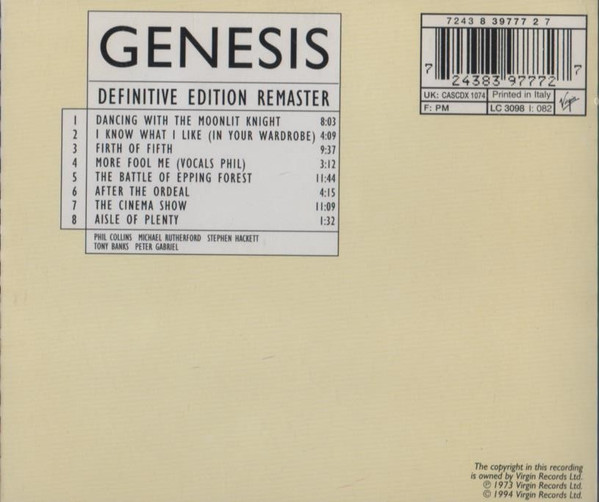 GENESIS
DEFINITIVE EDITION REMASTER
1 DANCING WITH THE MOONLIT KNIGHT 8:03
2 I KNOW WHAT I LIKE (IN YOUR WARDROBE) 4:09
3 FIRTH OF FIFTH 9:37
4 MORE FOOL ME (VOCALS PHIL) 3:12
5 THE BATTLE OF EPPING FOREST 11:44
6 AFTER THE ORDEAL 4:15
7 THE CINEMA SHOW 11:09
8 AISLE OF PLENTY 1:32
PHIL COLLINS MICHAEL RUTHERFORD STEPHEN HACKETT
TONY BANKS PETER GABRIEL
7243 8 39777 2 7
7 24383 97772 7
UK: CASCDX 1074 Printed in Italy
F: PM LC 3098 I: 082
Virgin
The copyright in this recording
is owned by Virgin Records Ltd.
℗ 1973 Virgin Records Ltd.
© 1994 Virgin Records Ltd.